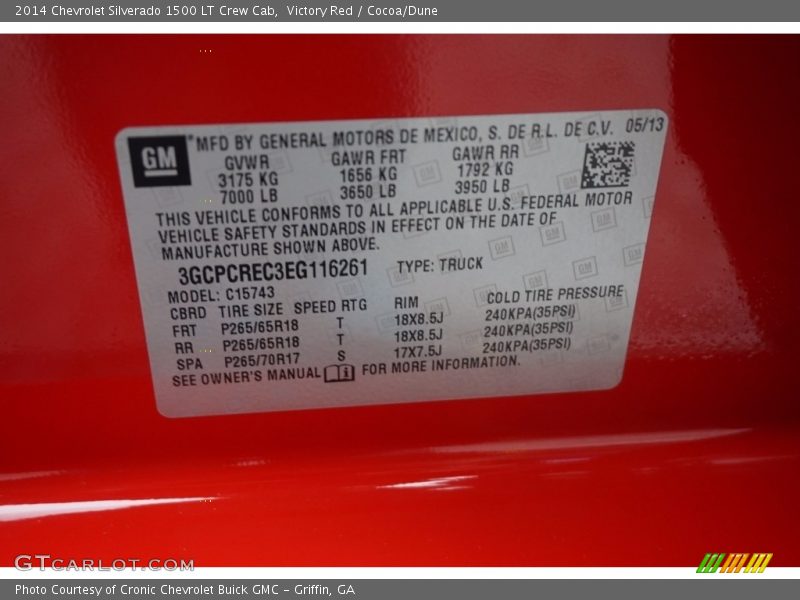 2014 Chevrolet Silverado 1500 LT Crew Cab, Victory Red / Cocoa/Dune
GM
MFD BY GENERAL MOTORS DE MEXICO, S. DE R.L. DE C.V. 05/13
GVWR GAWR FRT GAWR RR
3175 KG 1656 KG 1792 KG
7000 LB 3650 LB 3950 LB
THIS VEHICLE CONFORMS TO ALL APPLICABLE U.S. FEDERAL MOTOR
VEHICLE SAFETY STANDARDS IN EFFECT ON THE DATE OF
MANUFACTURE SHOWN ABOVE.
3GCPCREC3EG116261 TYPE: TRUCK
MODEL: C15743
CBRD TIRE SIZE SPEED RTG RIM COLD TIRE PRESSURE
FRT P265/65R18 T 18X8.5J 240KPA(35PSI)
RR P265/65R18 T 18X8.5J 240KPA(35PSI)
SPA P265/70R17 S 17X7.5J 240KPA(35PSI)
SEE OWNER'S MANUAL FOR MORE INFORMATION.
GTCARLOT.COM
Photo Courtesy of Cronic Chevrolet Buick GMC - Griffin, GA